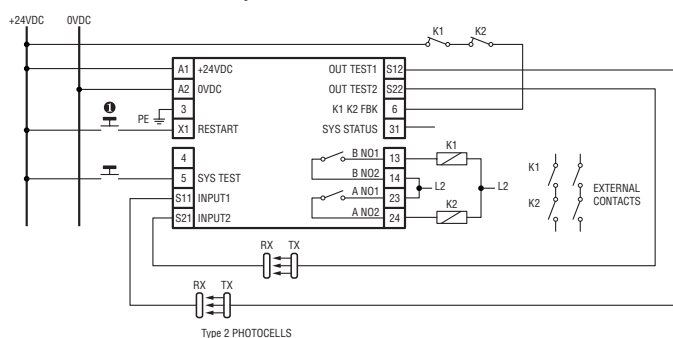 +24VDC 0VDC
K1 K2
A1 +24VDC OUT TEST1 S12
A2 0VDC OUT TEST2 S22
❶
PE 3 K1 K2 FBK 6
X1 RESTART SYS STATUS 31
4 B NO1 13 K1
5 SYS TEST B NO2 14 L2 L2
S11 INPUT1 A NO1 23
S21 INPUT2 A NO2 24 K2
K1
K2
EXTERNAL
CONTACTS
RX TX
RX TX
Type 2 PHOTOCELLS